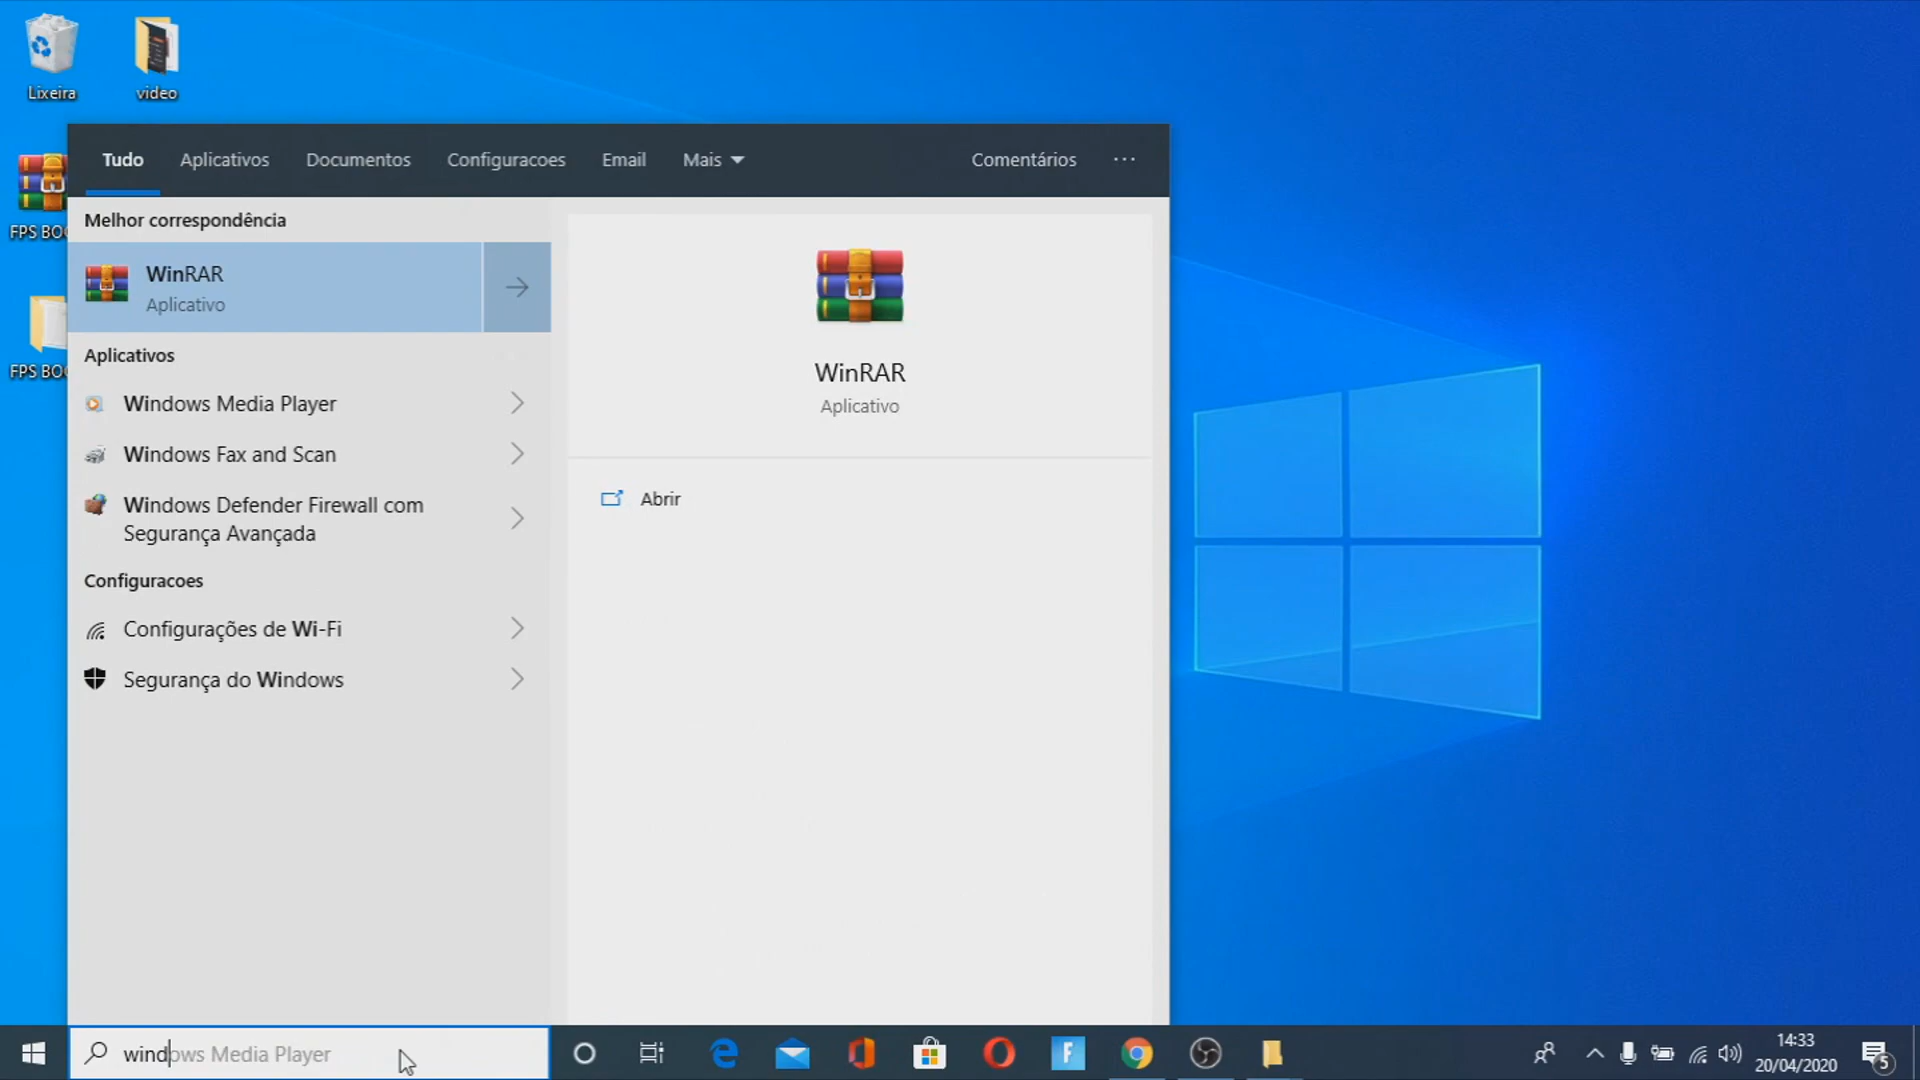 Lixeira
video
FPS BOO
FPS BOO
Tudo
Aplicativos
Documentos
Configuracoes
Email
Mais
Comentários
Melhor correspondência
WinRAR
Aplicativo
Aplicativos
Windows Media Player
Windows Fax and Scan
Windows Defender Firewall com
Segurança Avançada
Configuracoes
Configurações de Wi-Fi
Segurança do Windows
WinRAR
Aplicativo
Abrir
windows Media Player
F
14:33
20/04/2020
5